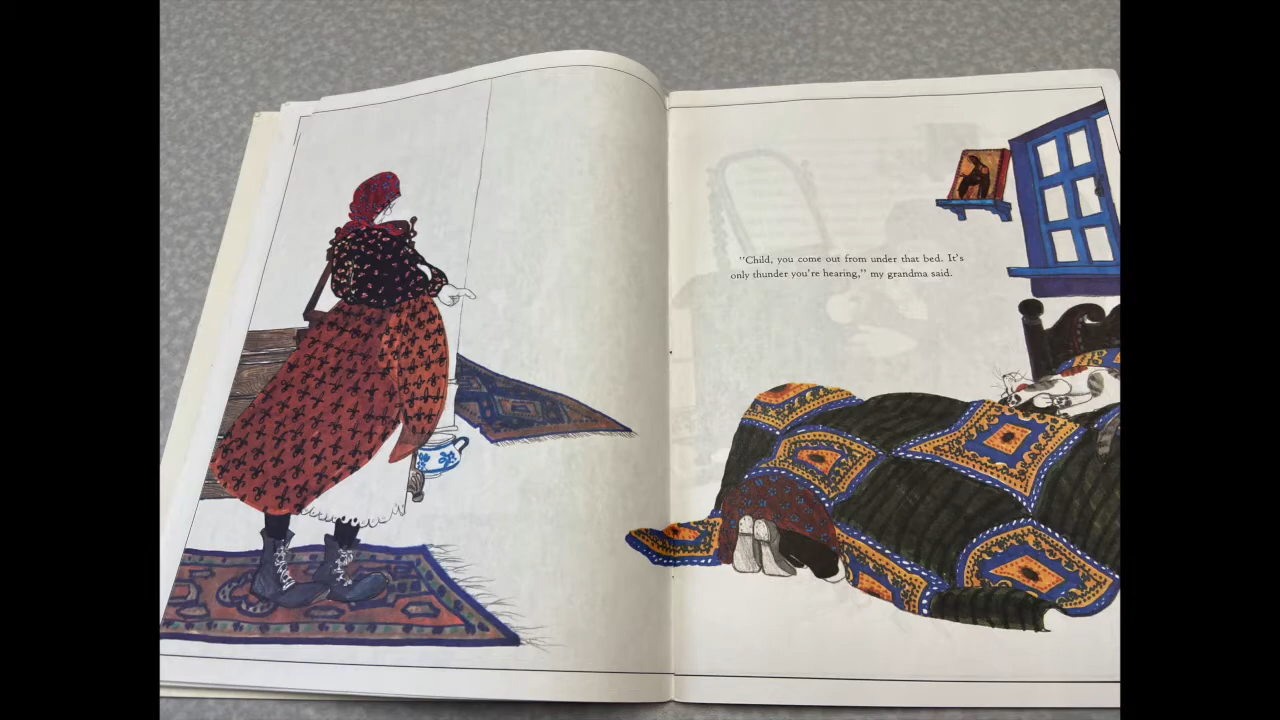 "Child, you come out from under that bed. It's
only thunder you're hearing," my grandma said.